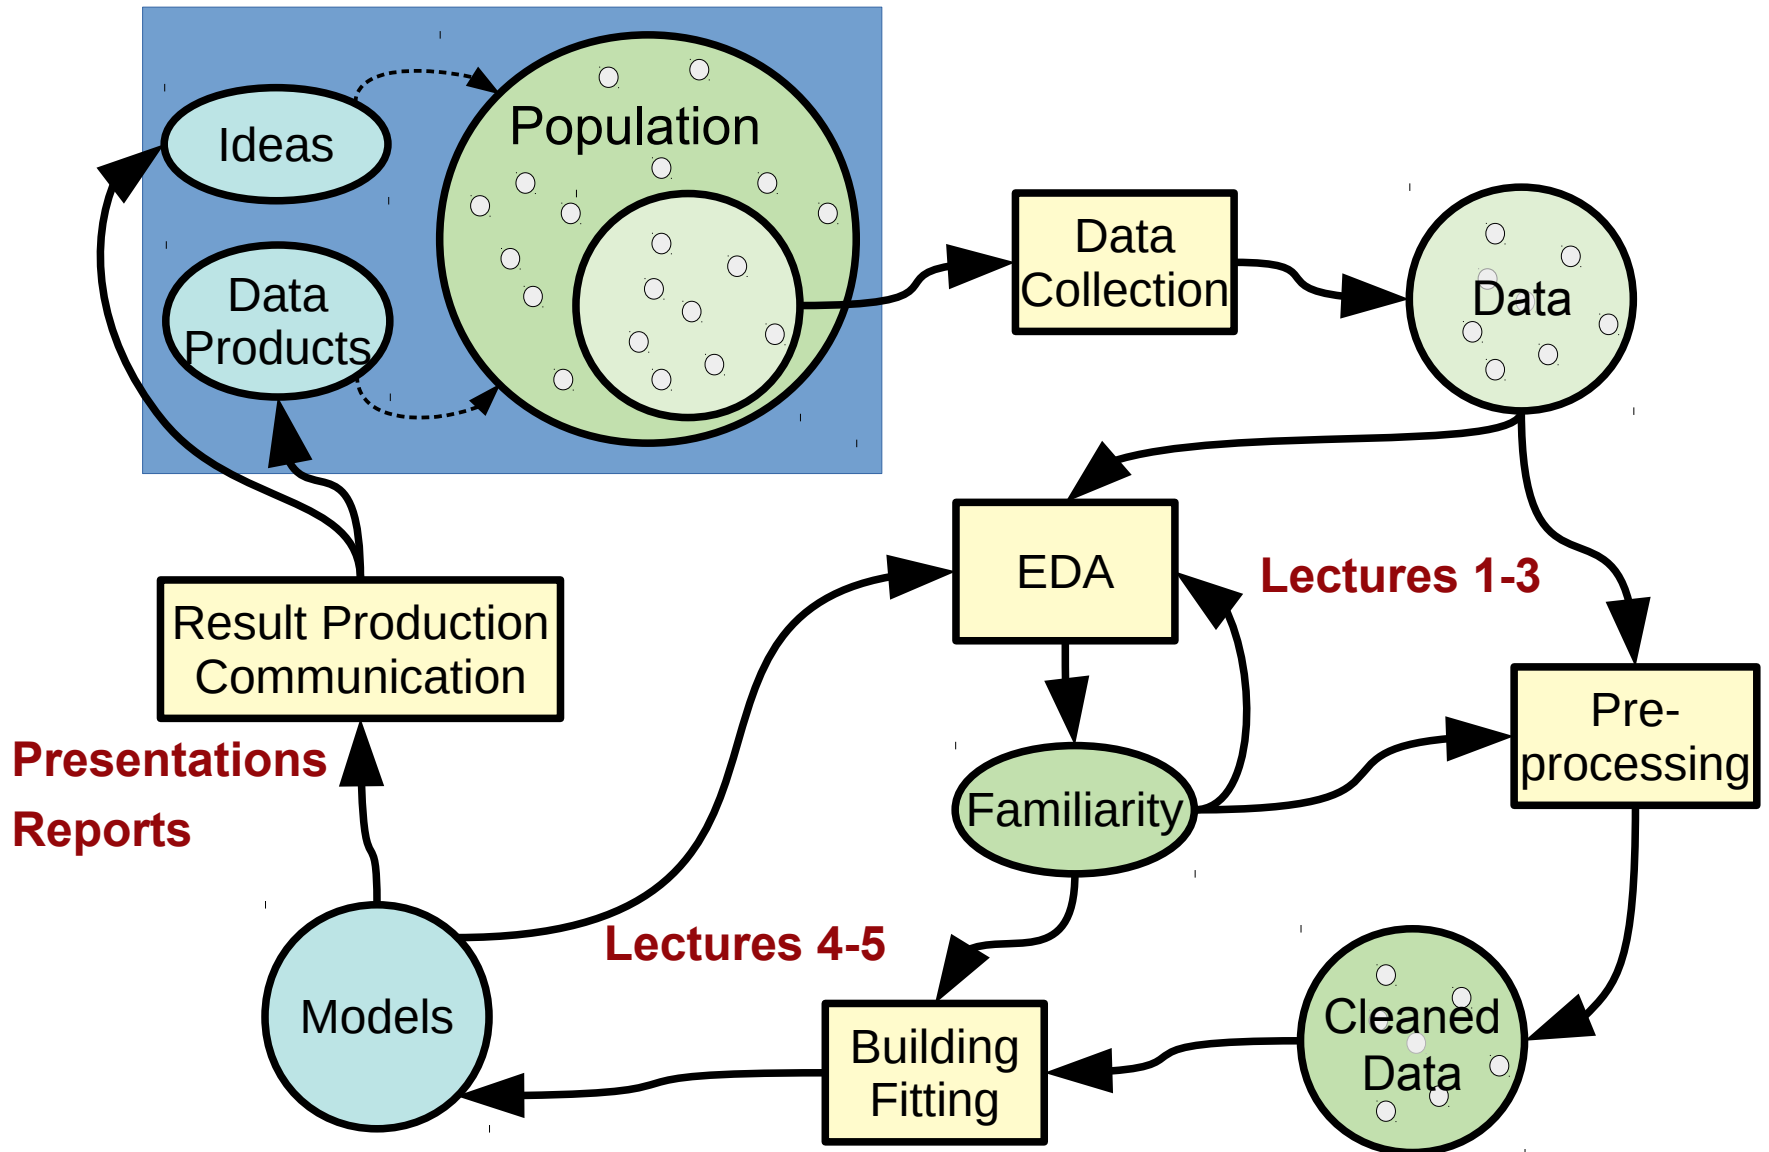 Ideas
Population
Data
Products
Data
Collection
Data
EDA
Lectures 1-3
Result Production
Communication
Pre-
processing
Presentations
Reports
Familiarity
Lectures 4-5
Models
Building
Fitting
Cleaned
Data